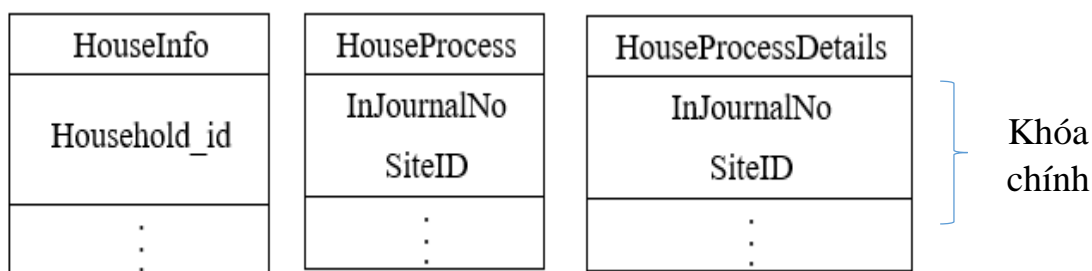 HouseInfo
Household_id
HouseProcess
InJournalNo
SiteID
HouseProcessDetails
InJournalNo
SiteID
Khóa
chính